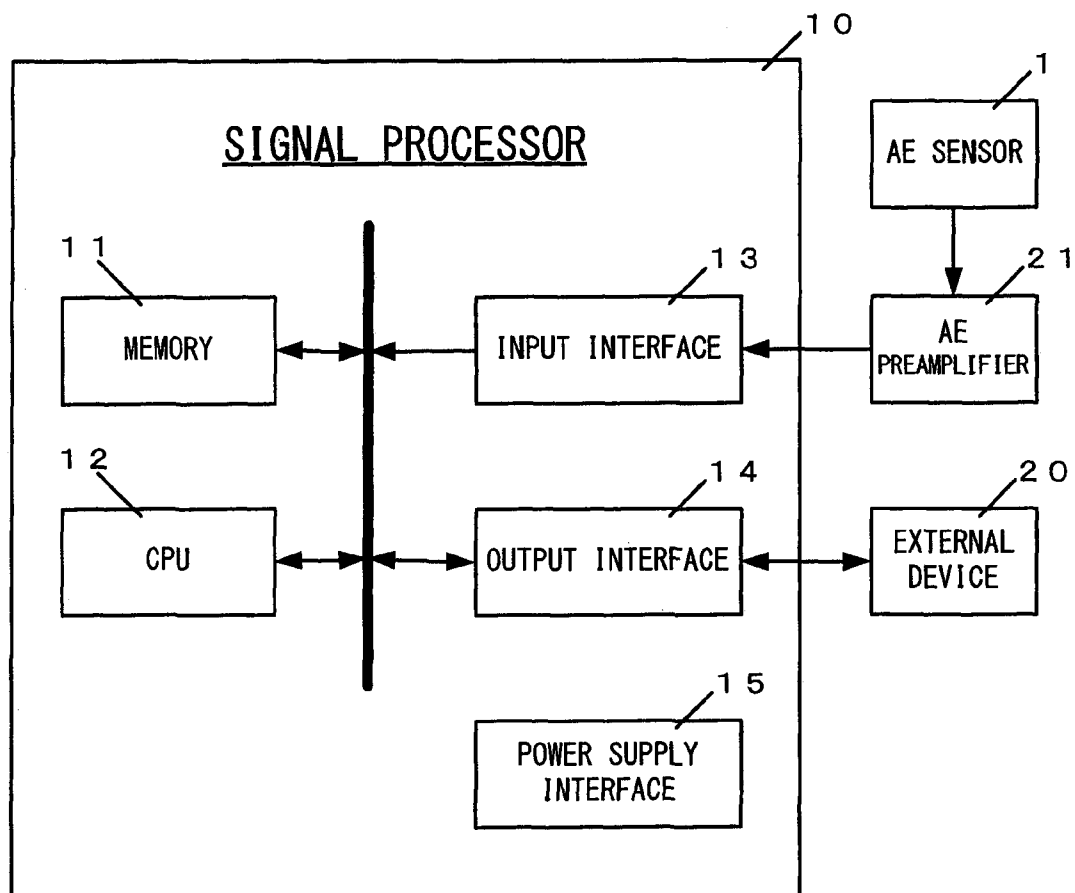 10
1
SIGNAL PROCESSOR
AE SENSOR
11
13
21
MEMORY
INPUT INTERFACE
AE
PREAMPLIFIER
12
14
20
CPU
OUTPUT INTERFACE
EXTERNAL
DEVICE
15
POWER SUPPLY
INTERFACE